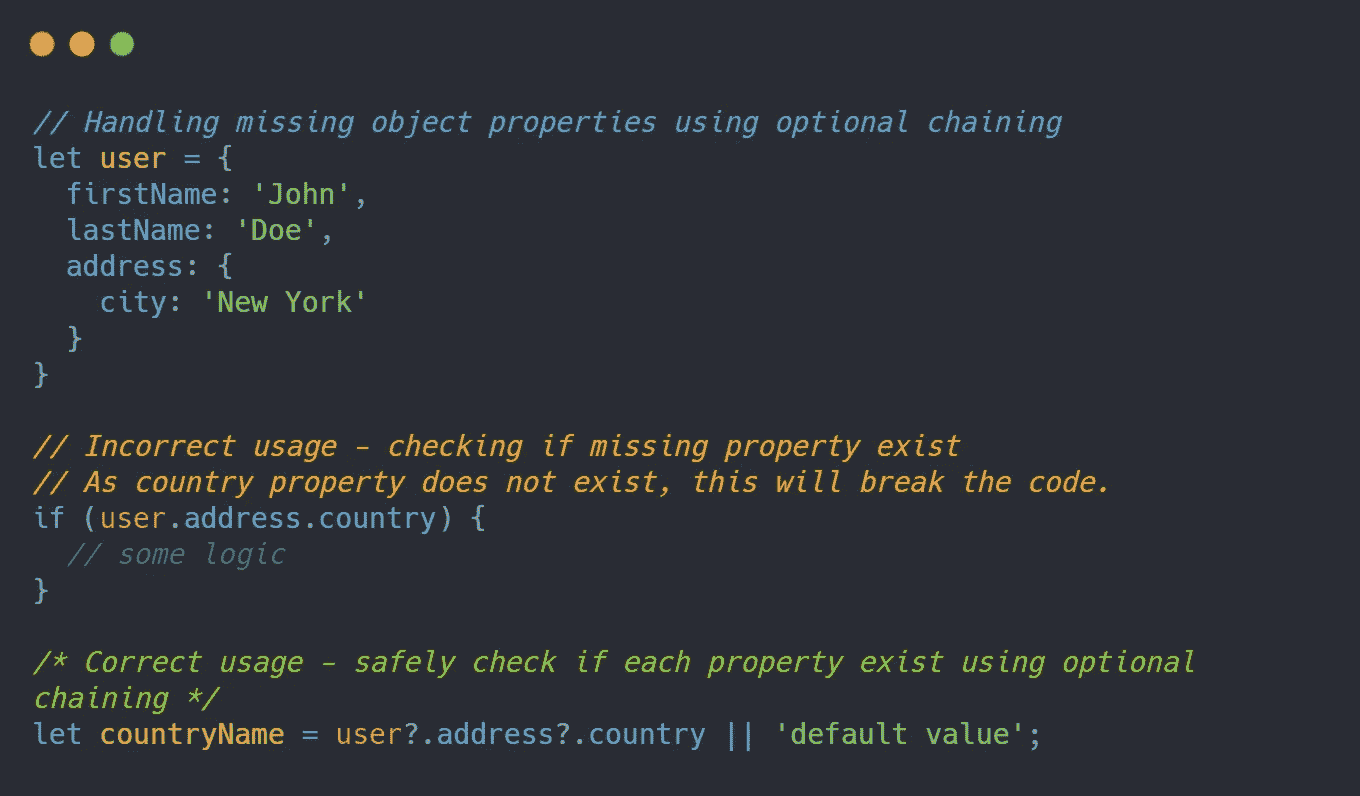 // Handling missing object properties using optional chaining
let user = {
  firstName: 'John',
  lastName: 'Doe',
  address: {
    city: 'New York'
  }
}

// Incorrect usage - checking if missing property exist
// As country property does not exist, this will break the code.
if (user.address.country) {
  // some logic
}

/* Correct usage - safely check if each property exist using optional
chaining */
let countryName = user?.address?.country || 'default value';